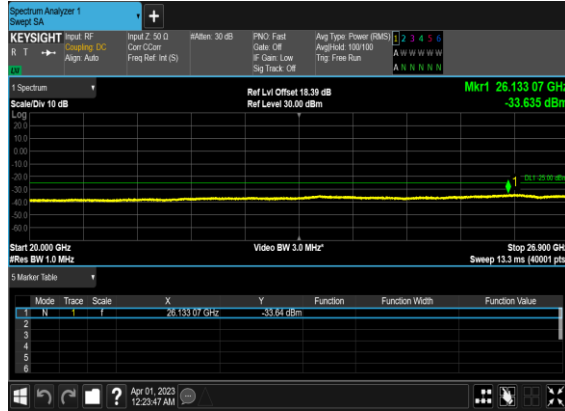 Spectrum Analyzer 1
Swept SA
+
KEYSIGHT Input: RF Input Z: 50 Ω #Atten: 30 dB PNO: Fast Avg Type: Power (RMS) 1 2 3 4 5 6
R T Coupling: DC Corr CCorr Gate: Off Avg|Hold: 100/100 A W W W W W
Align: Auto Freq Ref: Int (S) IF Gain: Low Trig: Free Run
LV Sig Track: Off A N N N N N
1 Spectrum Ref Lvl Offset 18.39 dB Mkr1 26.133 07 GHz
Scale/Div 10 dB Ref Level 30.00 dBm -33.635 dBm
Log
20.0
10.0
0.00
-10.0
-20.0 1 DL1 -25.00 dBm
-30.0
-40.0
-50.0
-60.0
Start 20.000 GHz Video BW 3.0 MHz* Stop 26.900 GHz
#Res BW 1.0 MHz Sweep 13.3 ms (40001 pts
5 Marker Table
Mode Trace Scale X Y Function Function Width Function Value
1 N 1 f 26.133 07 GHz -33.64 dBm
2
3
4
5
6
? Apr 01, 2023
12:23:47 AM